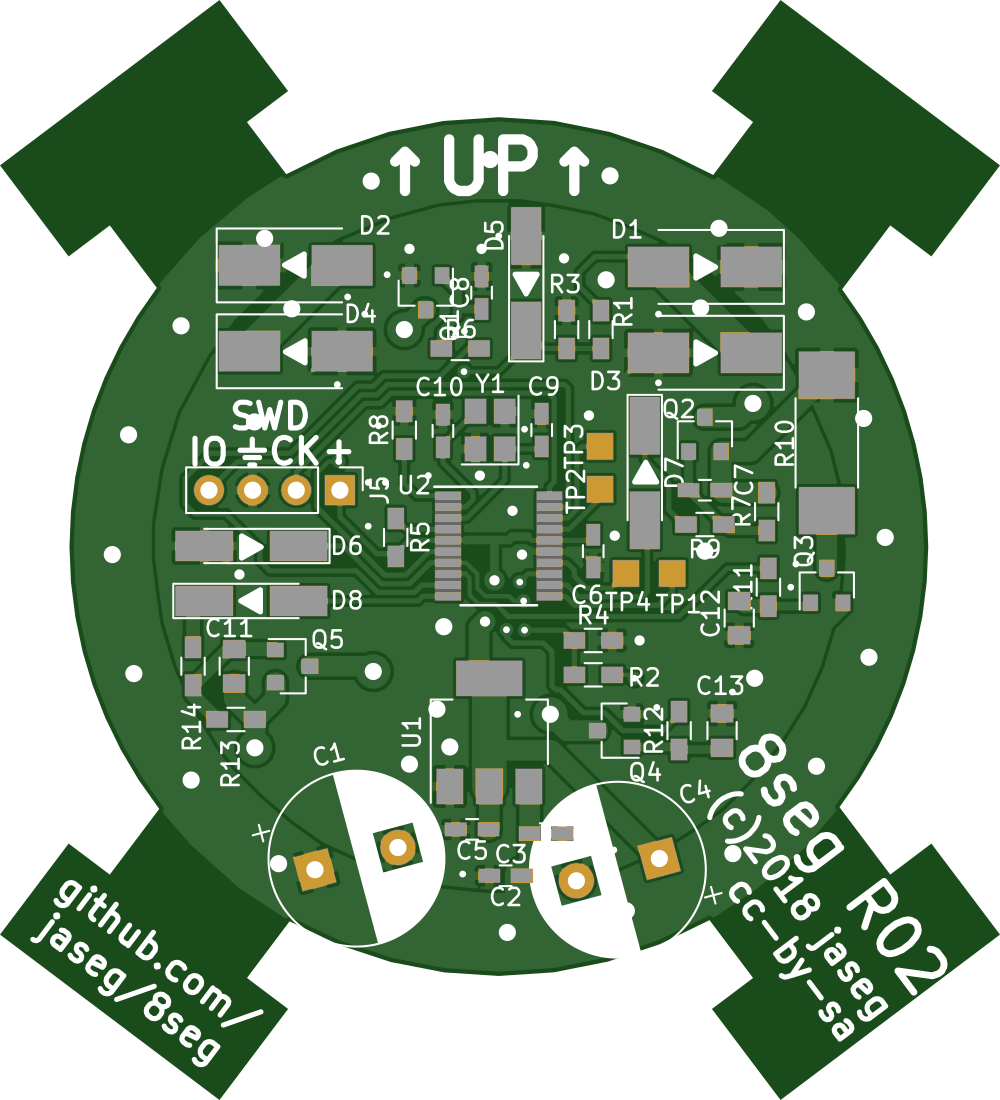 ↑ UP ↑
D2
D5
D1
C8
R3
R1
D4
R6
D3
C10
Y1
C9
Q2
SWD
R8
TP3
R10
IO ⏚ CK +
J5
U2
TP2
D7
C7
R7
D6
R5
R9
Q3
C6
TP4
TP1
D8
C12
C11
R4
Q5
R2
C13
R14
U1
R12
R13
C1
Q4
C4
+
C5
C3
C2
+
8seg R02
(c)2018 jaseg
cc-by-sa
github.com/
jaseg/8seg